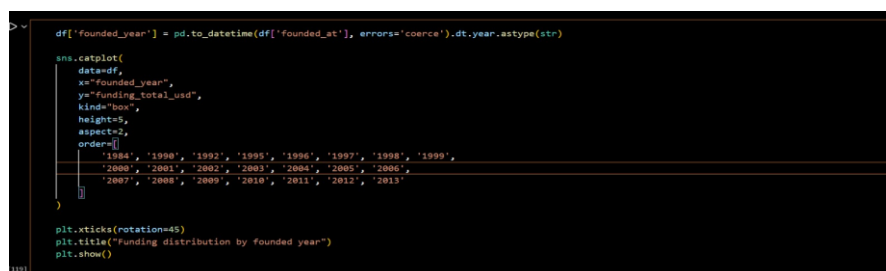 df['founded_year'] = pd.to_datetime(df['founded_at'], errors='coerce').dt.year.astype(str)
sns.catplot(
data=df,
x="founded_year",
y="funding_total_usd",
kind="box",
height=5,
aspect=2,
order=[
'1984', '1990', '1992', '1995', '1996', '1997', '1998', '1999',
'2000', '2001', '2002', '2003', '2004', '2005', '2006',
'2007', '2008', '2009', '2010', '2011', '2012', '2013'
]
)
plt.xticks(rotation=45)
plt.title("Funding distribution by founded year")
plt.show()